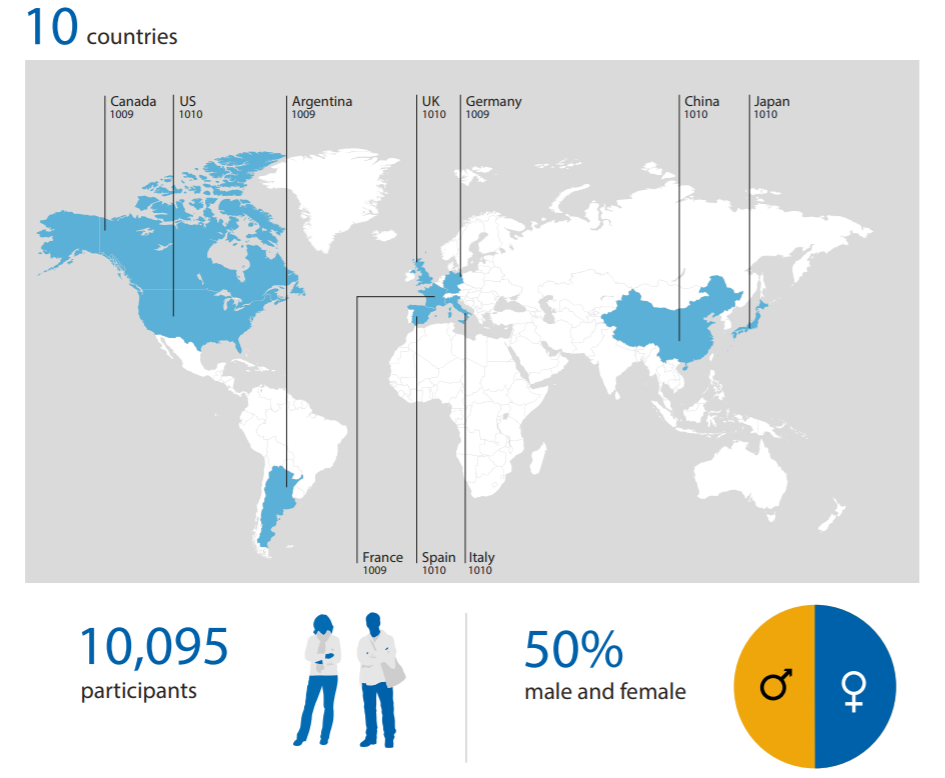 10 countries
Canada
1009
US
1010
Argentina
1009
UK
1010
Germany
1009
China
1010
Japan
1010
France
1009
Spain
1010
Italy
1010
10,095
participants
50%
male and female